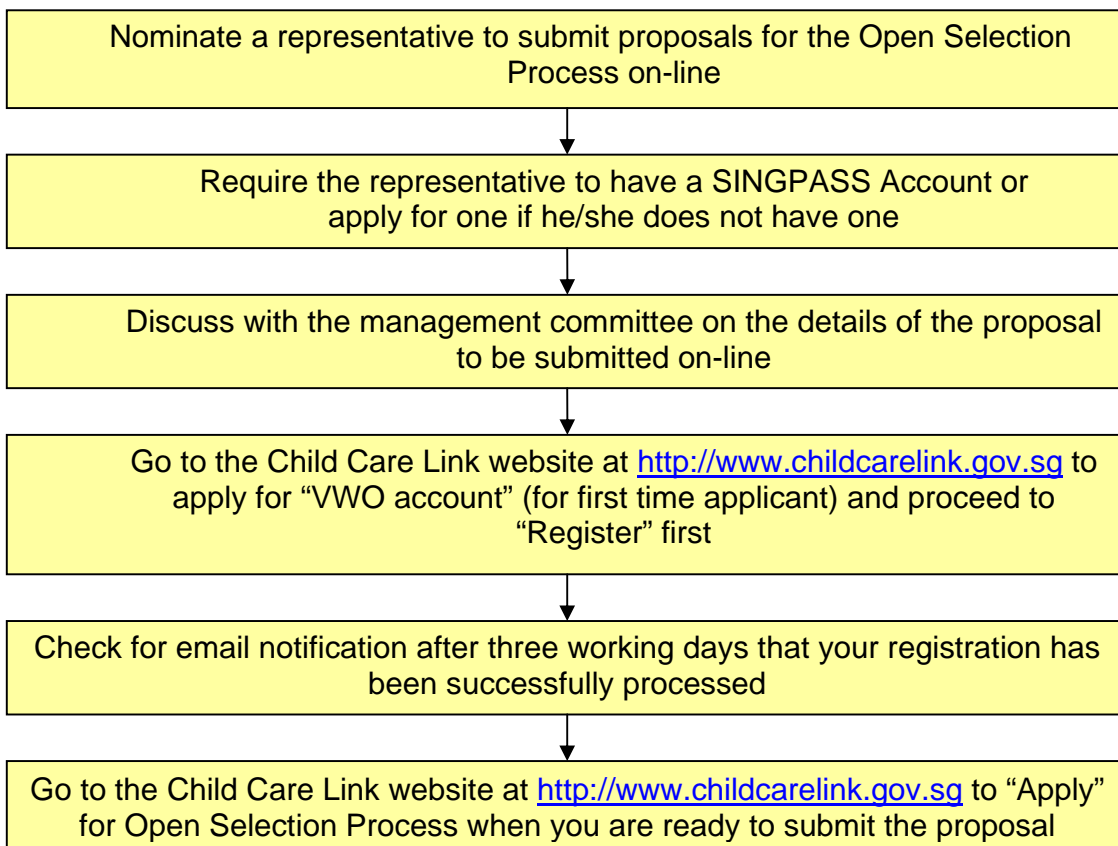 Nominate a representative to submit proposals for the Open Selection
Process on-line
Require the representative to have a SINGPASS Account or
apply for one if he/she does not have one
Discuss with the management committee on the details of the proposal
to be submitted on-line
Go to the Child Care Link website at http://www.childcarelink.gov.sg to
apply for “VWO account” (for first time applicant) and proceed to
“Register” first
Check for email notification after three working days that your registration has
been successfully processed
Go to the Child Care Link website at http://www.childcarelink.gov.sg to “Apply”
for Open Selection Process when you are ready to submit the proposal